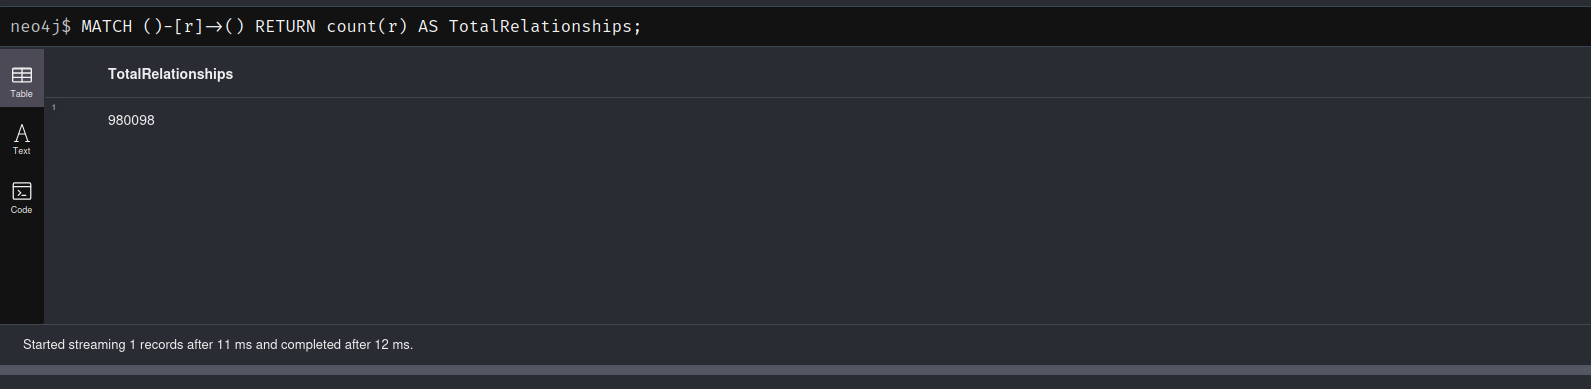 neo4j$ MATCH ()-[r]->() RETURN count(r) AS TotalRelationships;
Table
TotalRelationships
1
980098
A
Text
Code
Started streaming 1 records after 11 ms and completed after 12 ms.